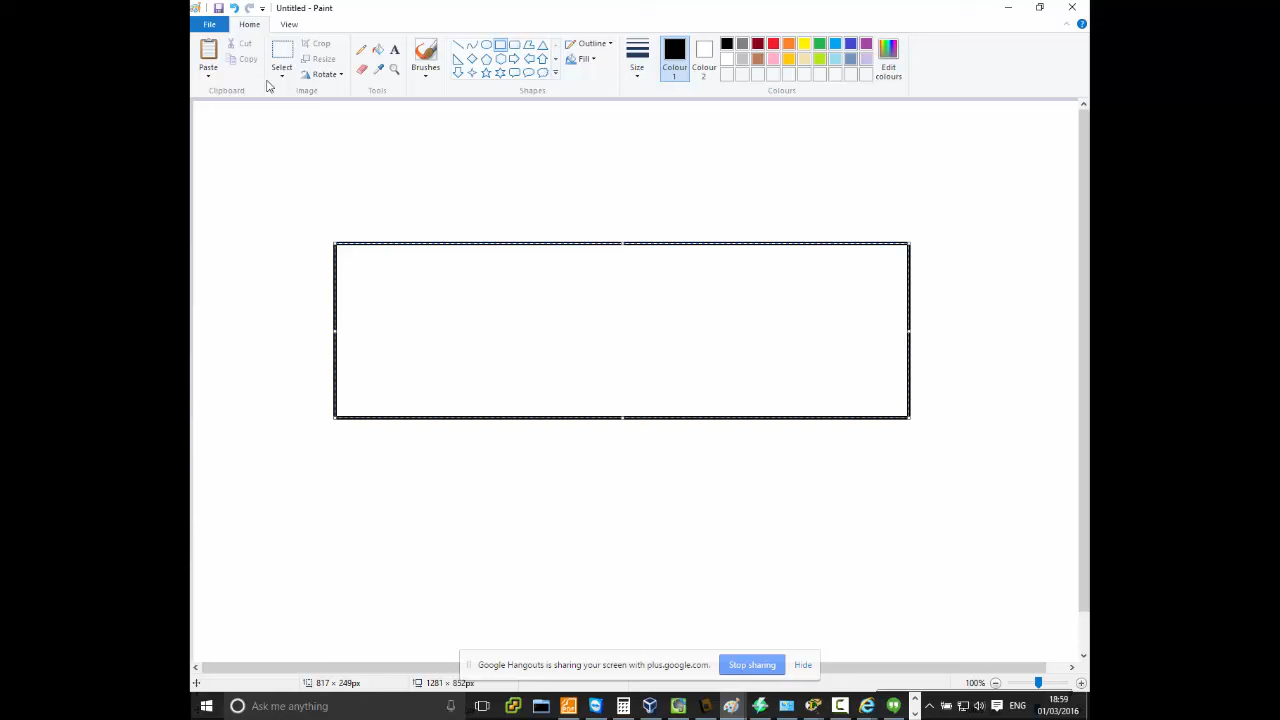 Untitled - Paint
File
Home
View
Paste
Cut
Copy
Clipboard
Select
Crop
Resize
Rotate
Image
A
Tools
Brushes
Outline
Fill
Shapes
Size
Colour 1
Colour 2
Edit colours
Colours
Google Hangouts is sharing your screen with plus.google.com.
Stop sharing
Hide
817 × 249px
1281 × 852px
100%
Ask me anything
ENG
18:59
01/03/2016